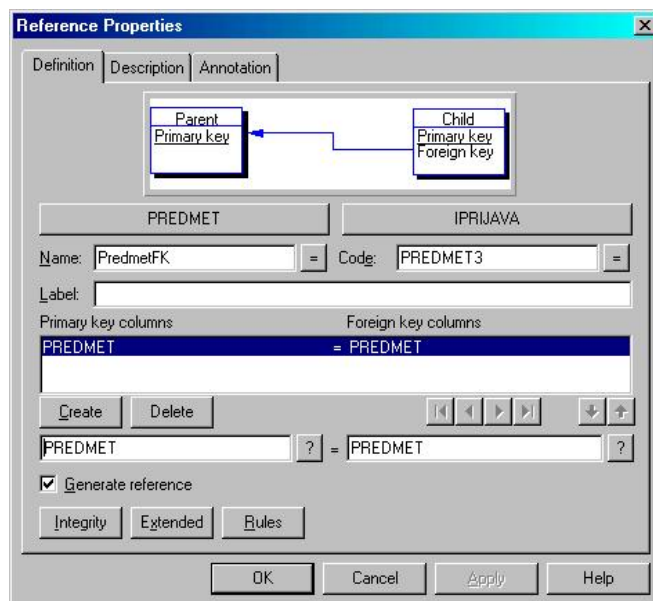 Reference Properties
Definition Description Annotation
Parent Child
Primary key Primary key
Foreign key
PREDMET IPRIJAVA
Name: PredmetFK = Code: PREDMET3 =
Label:
Primary key columns Foreign key columns
PREDMET = PREDMET
Create Delete
PREDMET ? = PREDMET ?
Generate reference
Integrity Extended Rules
OK Cancel Apply Help